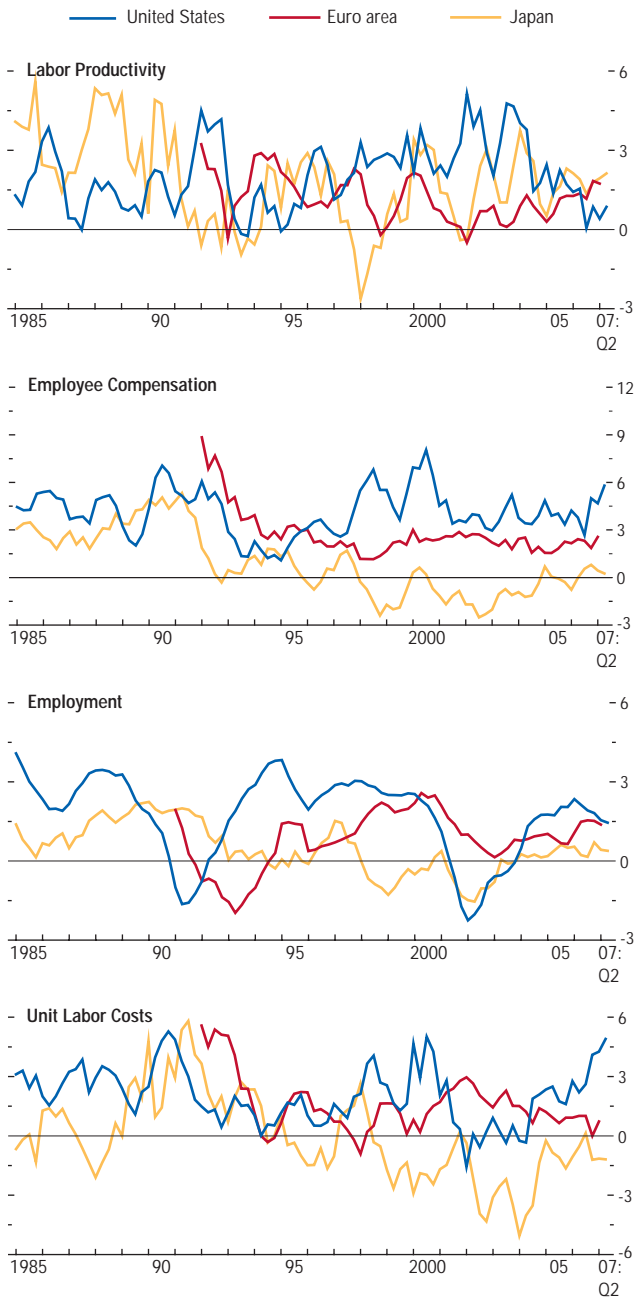 United States Euro area Japan
Labor Productivity
6
3
0
-3
1985 90 95 2000 05 07:
Q2
Employee Compensation
12
9
6
3
0
-3
1985 90 95 2000 05 07:
Q2
Employment
6
3
0
-3
1985 90 95 2000 05 07:
Q2
Unit Labor Costs
6
3
0
-3
-6
1985 90 95 2000 05 07:
Q2